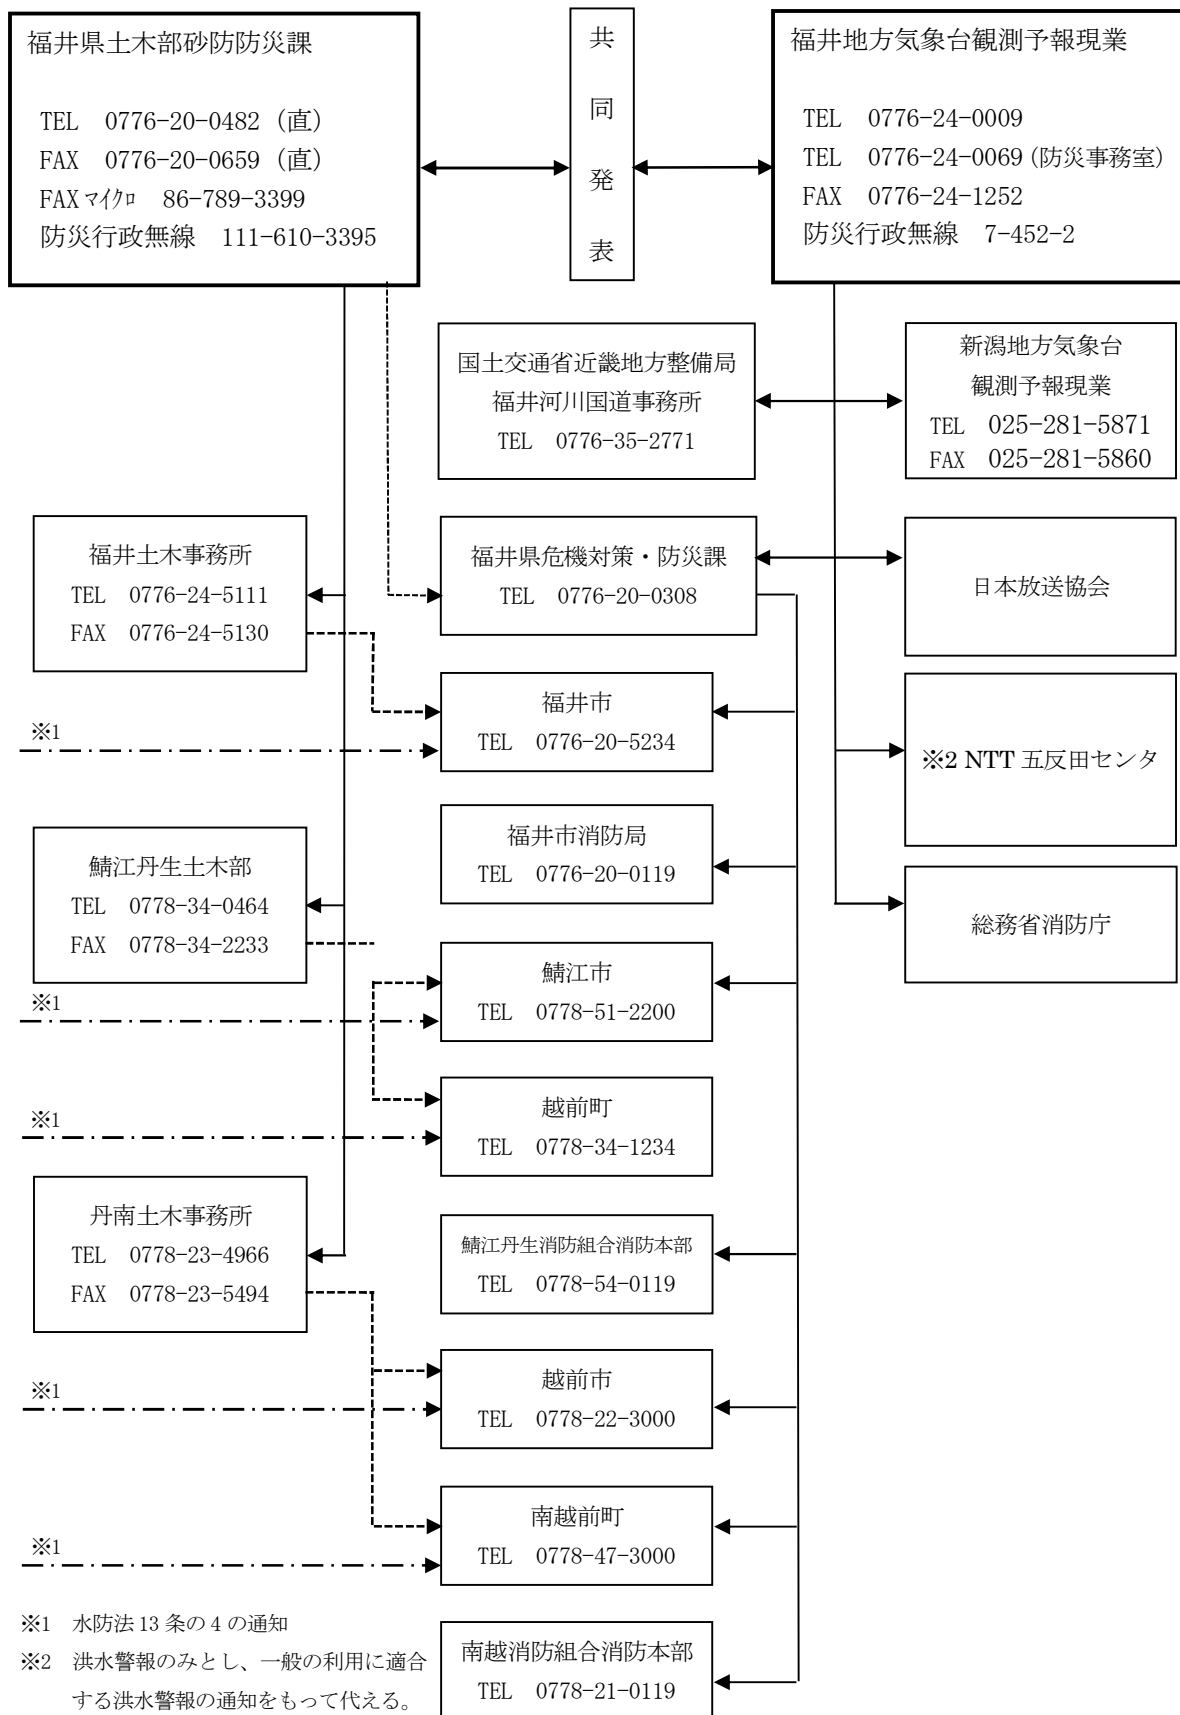 福井県土木部砂防防災課
TEL 0776-20-0482（直）
FAX 0776-20-0659（直）
FAXマイクロ 86-789-3399
防災行政無線 111-610-3395
共
同
発
表
福井地方気象台観測予報現業
TEL 0776-24-0009
TEL 0776-24-0069（防災事務室）
FAX 0776-24-1252
防災行政無線 7-452-2
国土交通省近畿地方整備局
福井河川国道事務所
TEL 0776-35-2771
新潟地方気象台
観測予報現業
TEL 025-281-5871
FAX 025-281-5860
福井土木事務所
TEL 0776-24-5111
FAX 0776-24-5130
福井県危機対策・防災課
TEL 0776-20-0308
日本放送協会
※1
福井市
TEL 0776-20-5234
※2 NTT 五反田センタ
福井市消防局
TEL 0776-20-0119
鯖江丹生土木部
TEL 0778-34-0464
FAX 0778-34-2233
総務省消防庁
※1
鯖江市
TEL 0778-51-2200
※1
越前町
TEL 0778-34-1234
丹南土木事務所
TEL 0778-23-4966
FAX 0778-23-5494
鯖江丹生消防組合消防本部
TEL 0778-54-0119
※1
越前市
TEL 0778-22-3000
※1
南越前町
TEL 0778-47-3000
※1 水防法 13 条の 4 の通知
※2 洪水警報のみとし、一般の利用に適合
する洪水警報の通知をもって代える。
南越消防組合消防本部
TEL 0778-21-0119